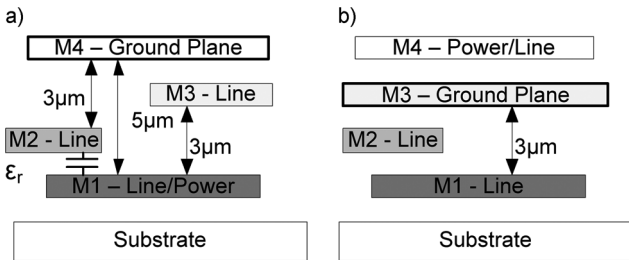 a)
M4 – Ground Plane
3µm
5µm
M3 - Line
M2 - Line
3µm
εr
M1 – Line/Power
Substrate
b)
M4 – Power/Line
M3 – Ground Plane
M2 - Line
3µm
M1 - Line
Substrate